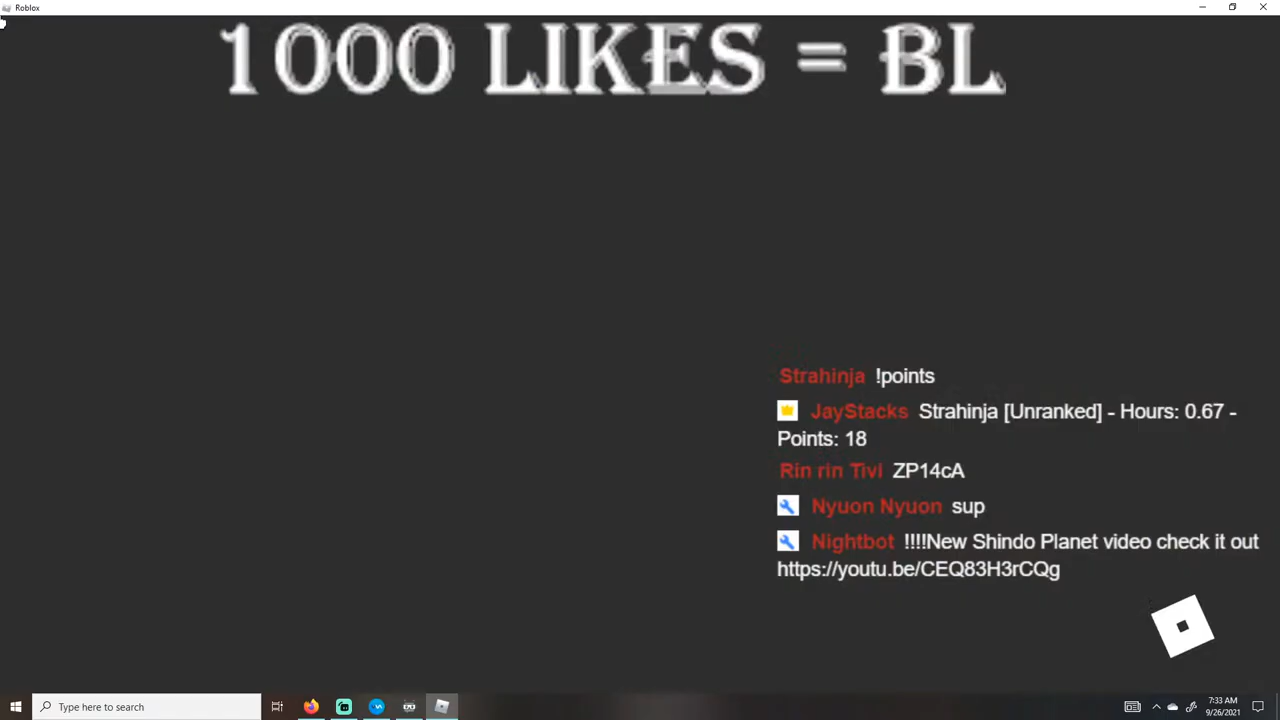 Roblox
1000 LIKES = BL
Strahinja !points
JayStacks Strahinja [Unranked] - Hours: 0.67 -
Points: 18
Rin rin Tivi ZP14cA
Nyuon Nyuon sup
Nightbot !!!!New Shindo Planet video check it out
https://youtu.be/CEQ83H3rCQg
Type here to search
7:33 AM
9/26/2021